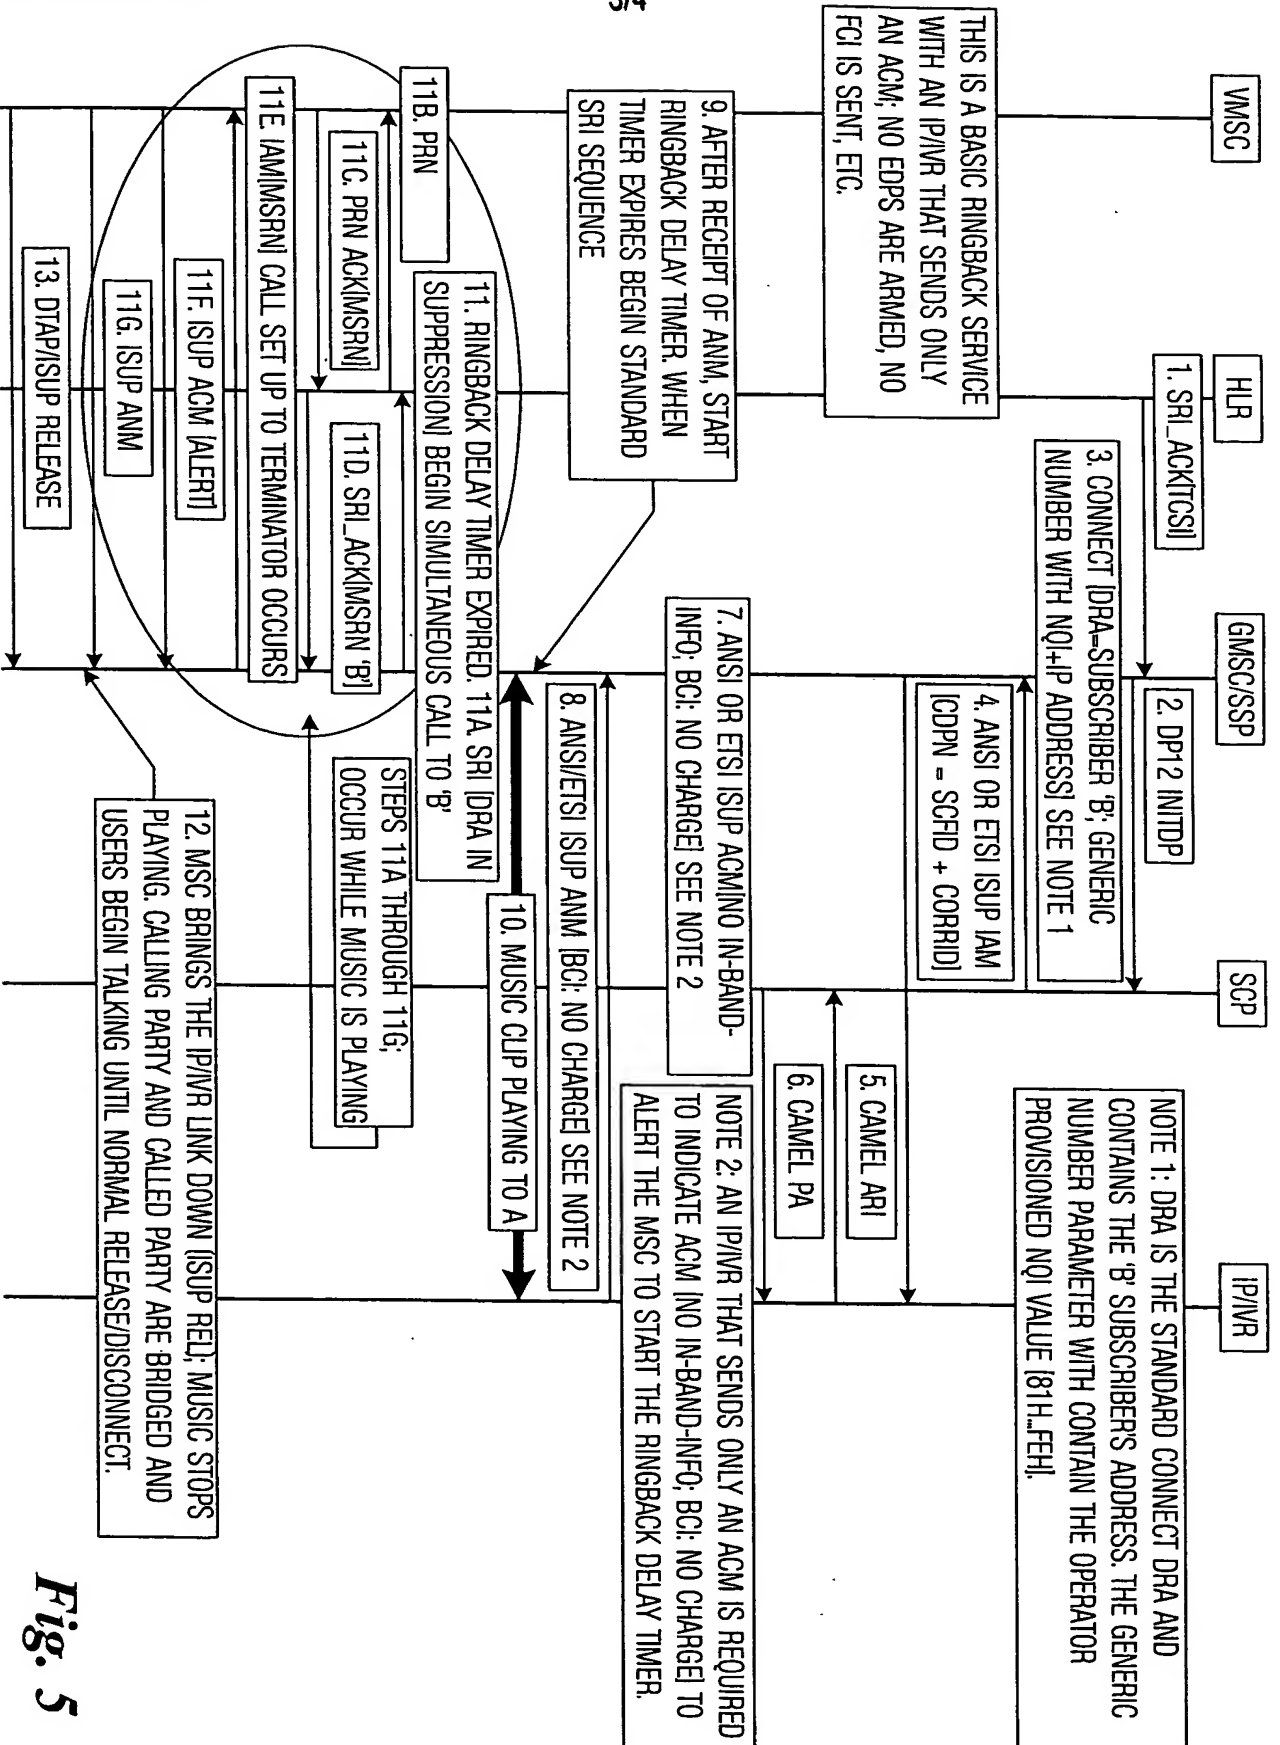 3/4
VMSC
HLR
GMSC/SSP
SCP
IP/IVR
1. SRI_ACK[TCSI]
2. DP12 INITDP
THIS IS A BASIC RINGBACK SERVICE
WITH AN IP/IVR THAT SENDS ONLY
AN ACM; NO EDPS ARE ARMED, NO
FCI IS SENT, ETC.
3. CONNECT [DRA=SUBSCRIBER 'B'; GENERIC
NUMBER WITH NQI+IP ADDRESS] SEE NOTE 1
NOTE 1: DRA IS THE STANDARD CONNECT DRA AND
CONTAINS THE 'B' SUBSCRIBER'S ADDRESS. THE GENERIC
NUMBER PARAMETER WITH CONTAIN THE OPERATOR
PROVISIONED NQI VALUE [81H...FEH].
4. ANSI OR ETSI ISUP IAM
[CDPN = SCFID + CORRID]
5. CAMEL ARI
6. CAMEL PA
7. ANSI OR ETSI ISUP ACM[NO IN-BAND-
INFO; BCI: NO CHARGE] SEE NOTE 2
NOTE 2: AN IP/IVR THAT SENDS ONLY AN ACM IS REQUIRED
TO INDICATE ACM [NO IN-BAND-INFO; BCI: NO CHARGE] TO
ALERT THE MSC TO START THE RINGBACK DELAY TIMER.
9. AFTER RECEIPT OF ANM, START
RINGBACK DELAY TIMER. WHEN
TIMER EXPIRES BEGIN STANDARD
SRI SEQUENCE
8. ANSI/ETSI ISUP ANM [BCI: NO CHARGE] SEE NOTE 2
10. MUSIC CLIP PLAYING TO A
11. RINGBACK DELAY TIMER EXPIRED. 11A. SRI [DRA IN
SUPPRESSION] BEGIN SIMULTANEOUS CALL TO 'B'
11B. PRN
11C. PRN ACK[MSRN]
11D. SRI_ACK[MSRN 'B']
STEPS 11A THROUGH 11G;
OCCUR WHILE MUSIC IS PLAYING
11E. IAM[MSRN] CALL SET UP TO TERMINATOR OCCURS
11F. ISUP ACM [ALERT]
11G. ISUP ANM
12. MSC BRINGS THE IP/IVR LINK DOWN (ISUP REL); MUSIC STOPS
PLAYING. CALLING PARTY AND CALLED PARTY ARE BRIDGED AND
USERS BEGIN TALKING UNTIL NORMAL RELEASE/DISCONNECT.
13. DTAP/ISUP RELEASE
Fig. 5